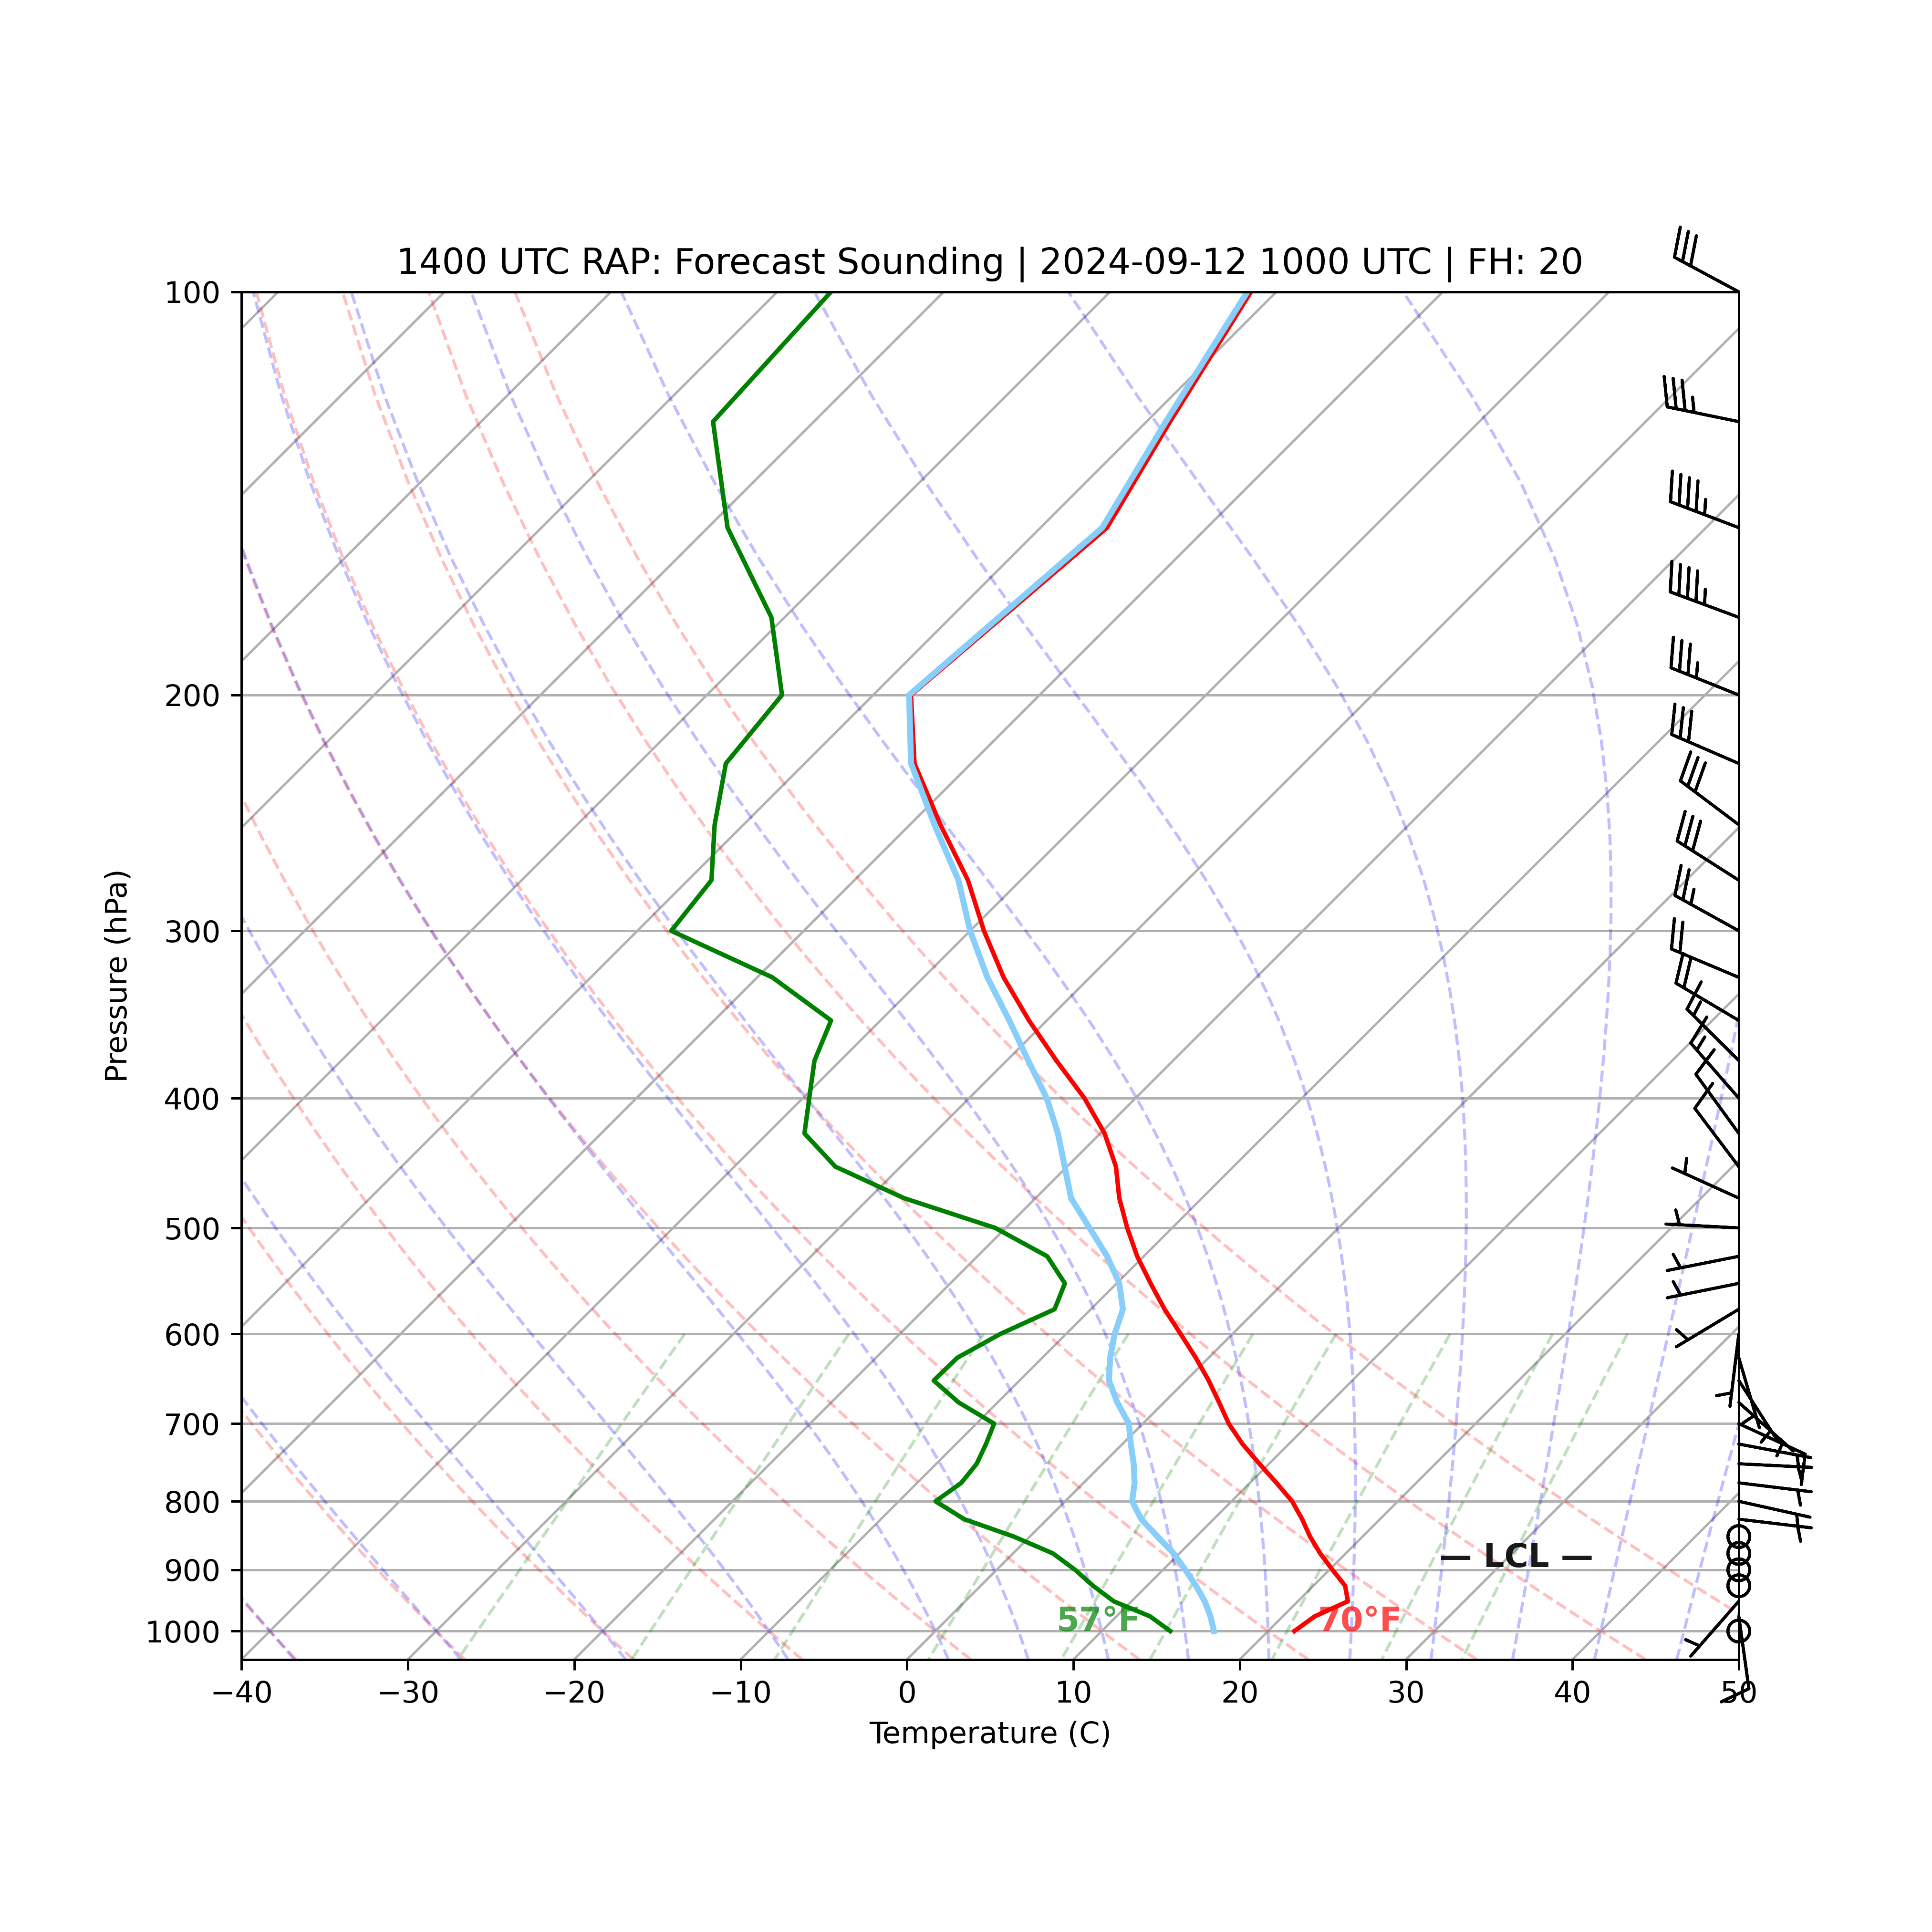 1400 UTC RAP: Forecast Sounding | 2024-09-12 1000 UTC | FH: 20
100
200
300
400
500
600
700
800
900
1000
Pressure (hPa)
— LCL —
57°F
70°F
−40 −30 −20 −10 0 10 20 30 40 50
Temperature (C)